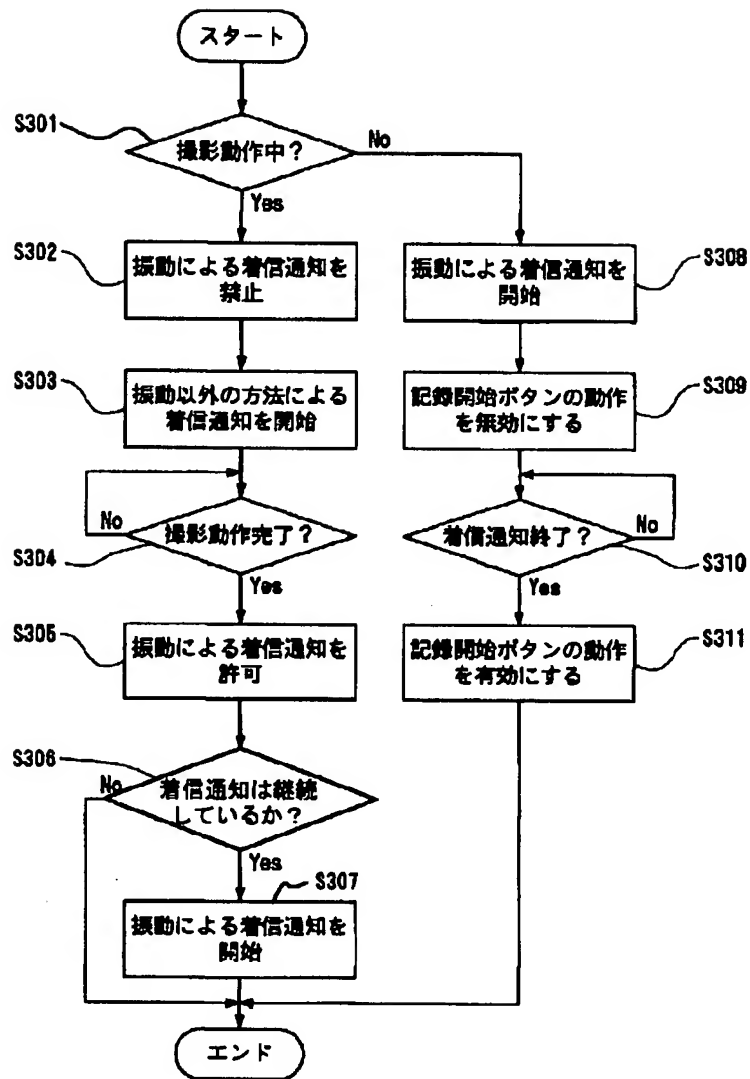 スタート
S301
撮影動作中？
No
Yes
S302
振動による着信通知を
禁止
S308
振動による着信通知を
開始
S303
振動以外の方法による
着信通知を開始
S309
記録開始ボタンの動作
を無効にする
No
撮影動作完了？
S304
Yes
着信通知終了？
No
S310
Yes
S305
振動による着信通知を
許可
記録開始ボタンの動作
を有効にする
S311
S306
No
着信通知は継続
しているか？
Yes
S307
振動による着信通知を
開始
エンド